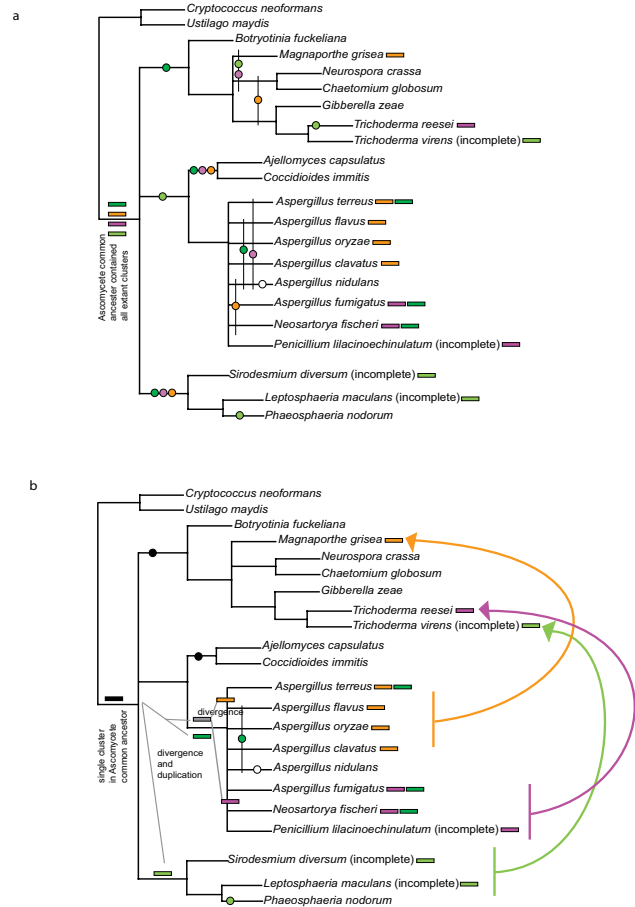 a
Cryptococcus neoformans
Ustilago maydis
Botryotinia fuckeliana
Magnaporthe grisea
Neurospora crassa
Chaetomium globosum
Gibberella zeae
Trichoderma reesei
Trichoderma virens (incomplete)
Ajellomyces capsulatus
Coccidioides immitis
Aspergillus terreus
Aspergillus flavus
Aspergillus oryzae
Aspergillus clavatus
Aspergillus nidulans
Aspergillus fumigatus
Neosartorya fischeri
Penicillium lilacinoechinulatum (incomplete)
Ascomycete common
ancester contained
all extant clusters
Sirodesmium diversum (incomplete)
Leptosphaeria maculans (incomplete)
Phaeosphaeria nodorum
b
Cryptococcus neoformans
Ustilago maydis
Botryotinia fuckeliana
Magnaporthe grisea
Neurospora crassa
Chaetomium globosum
Gibberella zeae
Trichoderma reesei
Trichoderma virens (incomplete)
Ajellomyces capsulatus
Coccidioides immitis
Aspergillus terreus
Aspergillus flavus
Aspergillus oryzae
Aspergillus clavatus
Aspergillus nidulans
Aspergillus fumigatus
Neosartorya fischeri
Penicillium lilacinoechinulatum (incomplete)
divergence
divergence
and
duplication
single cluster
in Ascomycete
common ancestor
Sirodesmium diversum (incomplete)
Leptosphaeria maculans (incomplete)
Phaeosphaeria nodorum